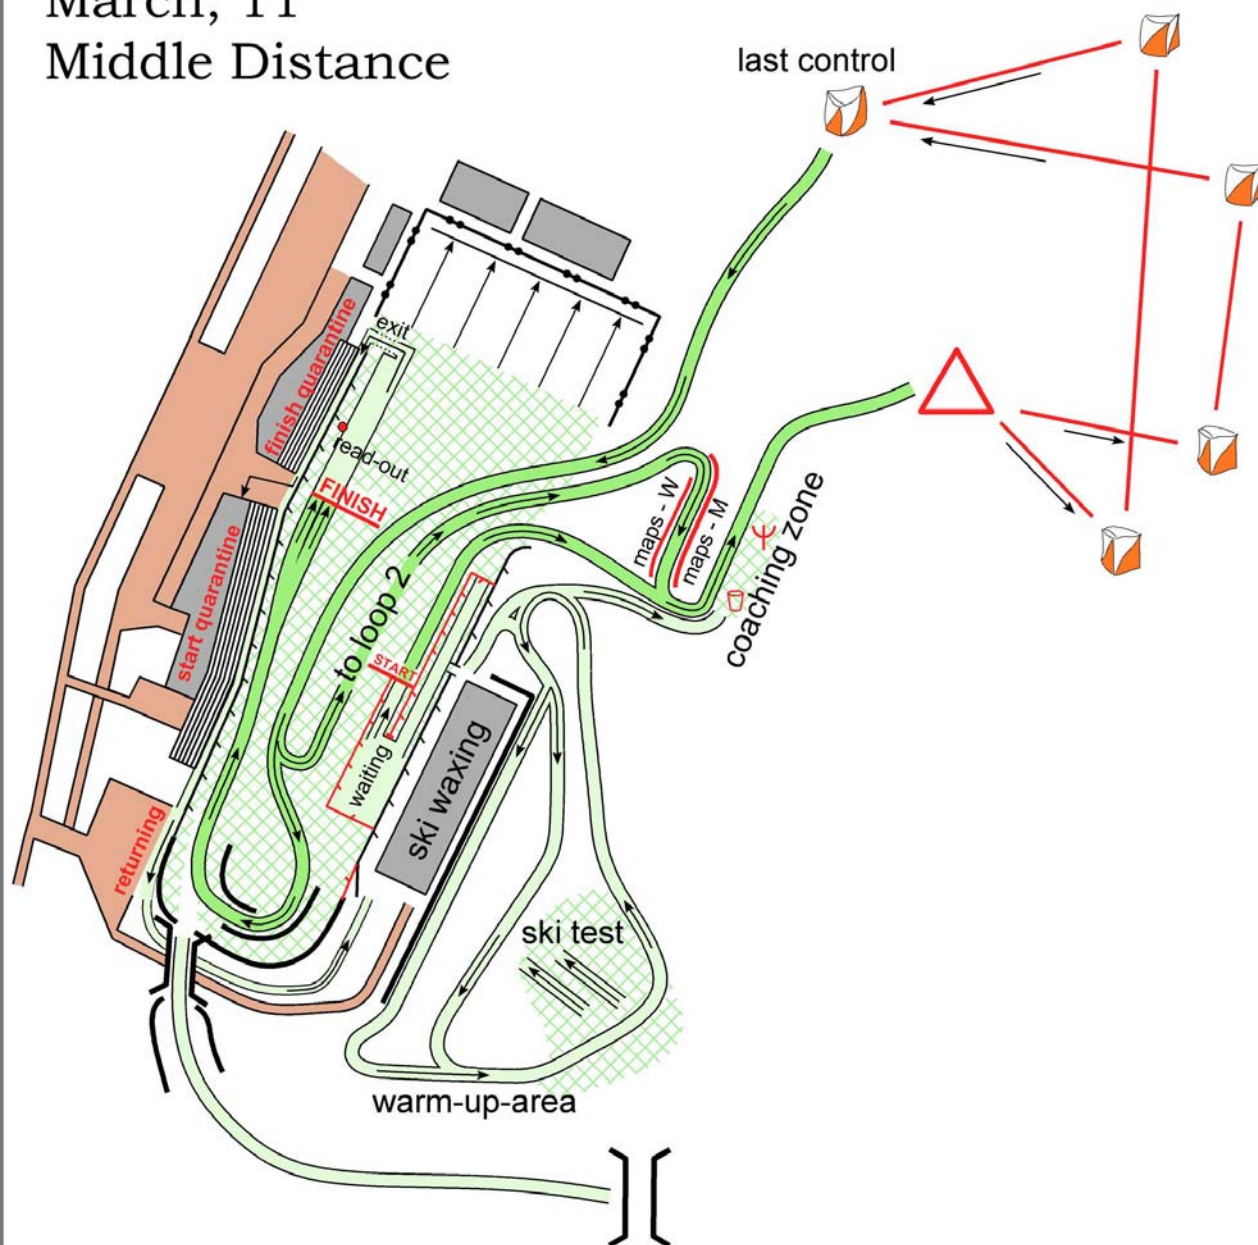 March, 11
Middle Distance
last control
exit
finish quarantine
read-out
FINISH
maps - W
maps - M
coaching zone
start quarantine
to loop 2
START
waiting
ski waxing
returning
ski test
warm-up-area